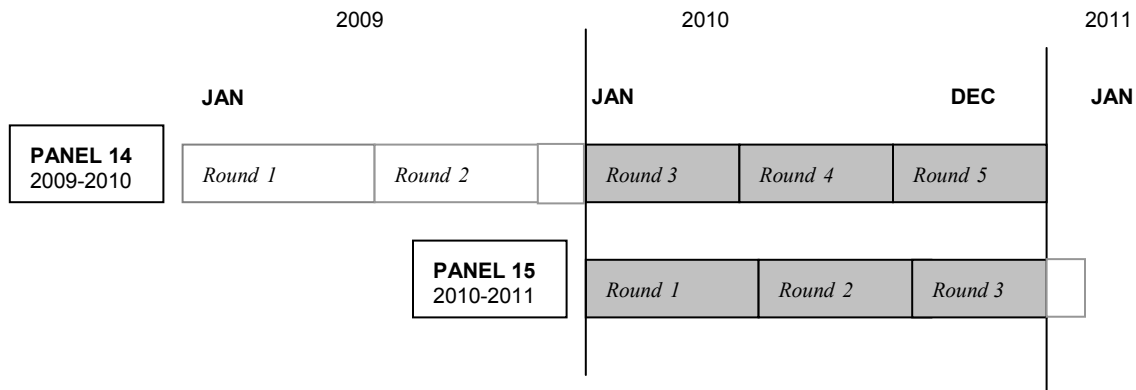 2009 2010 2011
JAN JAN DEC JAN
PANEL 14
2009-2010
Round 1 Round 2 Round 3 Round 4 Round 5
PANEL 15
2010-2011
Round 1 Round 2 Round 3